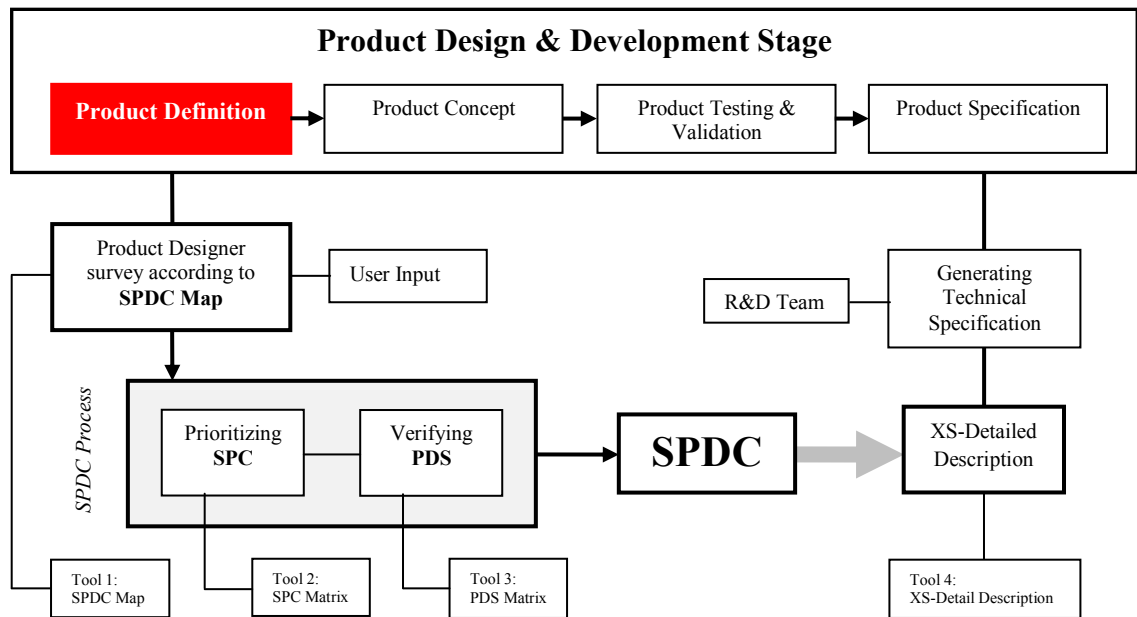 Product Design & Development Stage
Product Definition
Product Concept
Product Testing &
Validation
Product Specification
Product Designer
survey according to
SPDC Map
User Input
R&D Team
Generating
Technical
Specification
SPDC Process
Prioritizing
SPC
Verifying
PDS
SPDC
XS-Detailed
Description
Tool 1:
SPDC Map
Tool 2:
SPC Matrix
Tool 3:
PDS Matrix
Tool 4:
XS-Detail Description